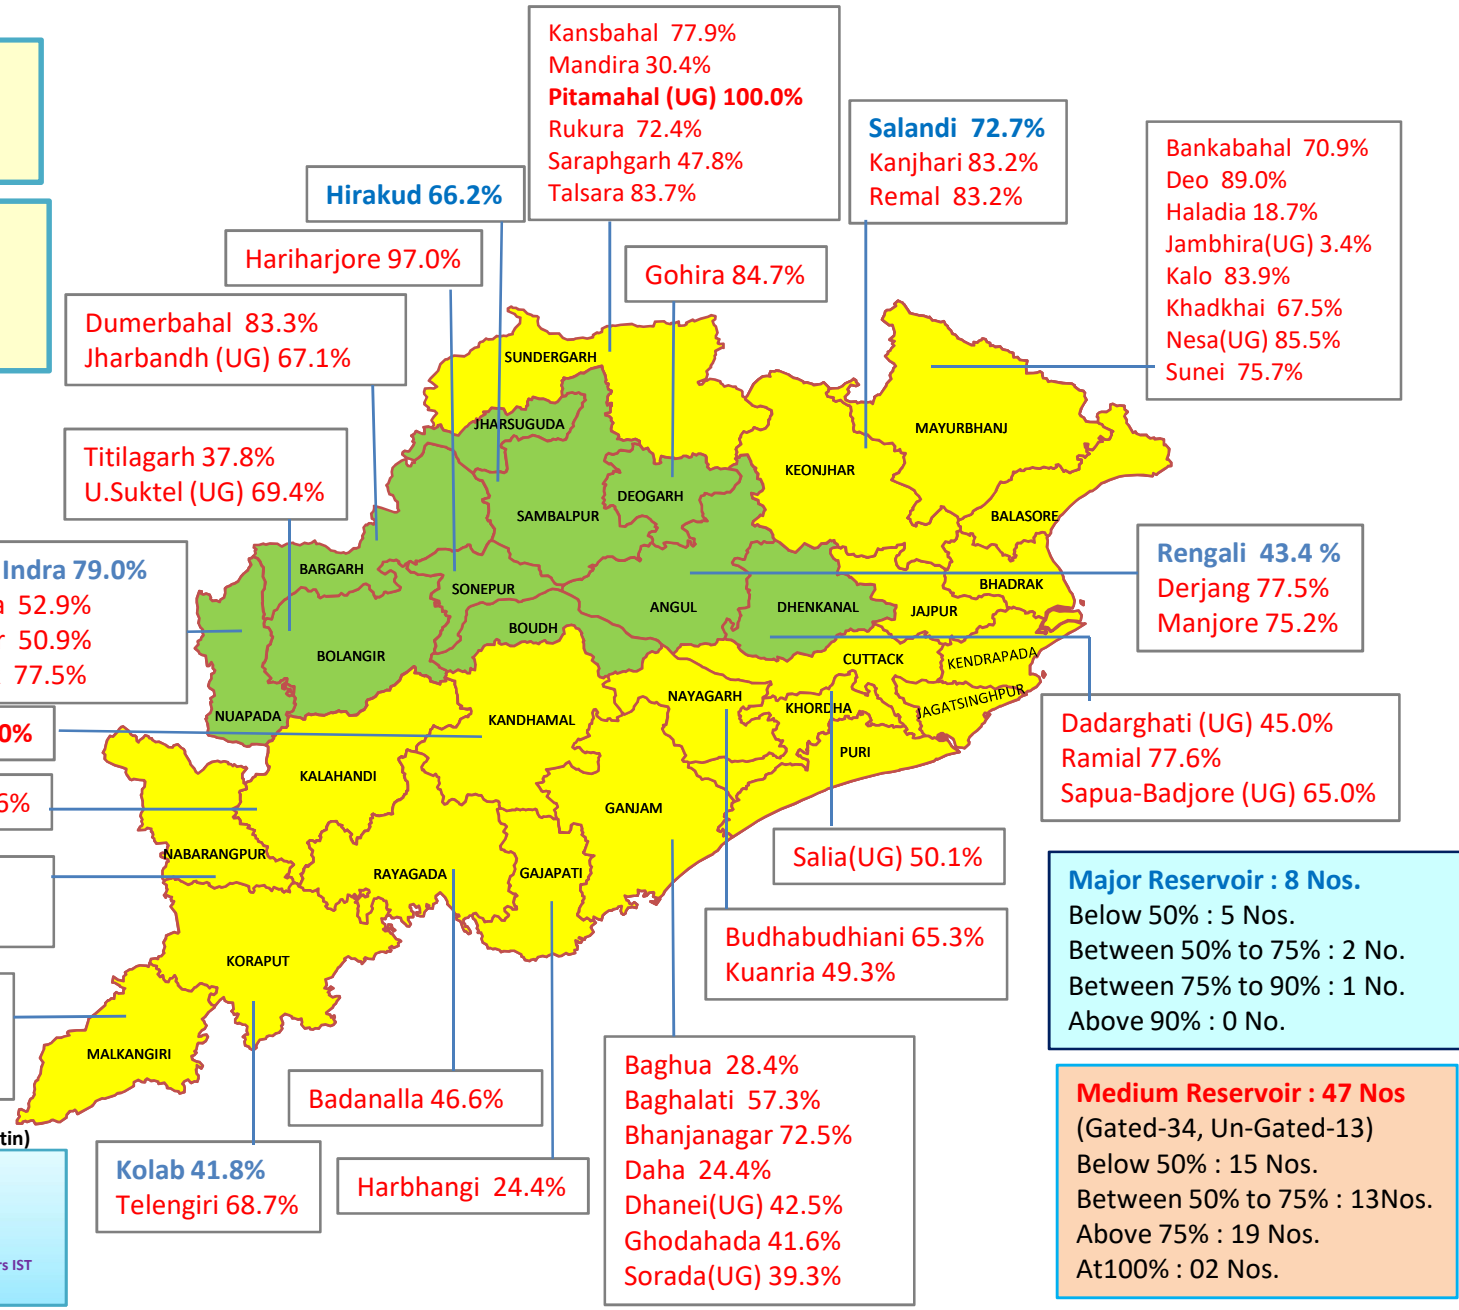 Kansbahal 77.9%
Mandira 30.4%
Pitamahal (UG) 100.0%
Rukura 72.4%
Saraphgarh 47.8%
Talsara 83.7%
Salandi 72.7%
Kanjhari 83.2%
Remal 83.2%
Bankabahal 70.9%
Deo 89.0%
Haladia 18.7%
Jambhira(UG) 3.4%
Kalo 83.9%
Khadkhai 67.5%
Nesa(UG) 85.5%
Sunei 75.7%
Hirakud 66.2%
Hariharjore 97.0%
Gohira 84.7%
Dumerbahal 83.3%
Jharbandh (UG) 67.1%
Titilagarh 37.8%
U.Suktel (UG) 69.4%
Indra 79.0%
a 52.9%
r 50.9%
77.5%
0%
6%
SUNDERGARH
JHARSUGUDA
MAYURBHANJ
KEONJHAR
DEOGARH
SAMBALPUR
BALASORE
BARGARH
SONEPUR
BHADRAK
ANGUL
DHENKANAL
JAJPUR
BOUDH
BOLANGIR
CUTTACK
KENDRAPADA
NAYAGARH
KHORDHA
JAGATSINGHPUR
NUAPADA
KANDHAMAL
PURI
KALAHANDI
GANJAM
NABARANGPUR
RAYAGADA
GAJAPATI
KORAPUT
MALKANGIRI
Rengali 43.4 %
Derjang 77.5%
Manjore 75.2%
Dadarghati (UG) 45.0%
Ramial 77.6%
Sapua-Badjore (UG) 65.0%
Salia(UG) 50.1%
Budhabudhiani 65.3%
Kuanria 49.3%
Major Reservoir : 8 Nos.
Below 50% : 5 Nos.
Between 50% to 75% : 2 No.
Between 75% to 90% : 1 No.
Above 90% : 0 No.
Medium Reservoir : 47 Nos
(Gated-34, Un-Gated-13)
Below 50% : 15 Nos.
Between 50% to 75% : 13Nos.
Above 75% : 19 Nos.
At100% : 02 Nos.
Badanalla 46.6%
Baghua 28.4%
Baghalati 57.3%
Bhanjanagar 72.5%
Daha 24.4%
Dhanei(UG) 42.5%
Ghodahada 41.6%
Sorada(UG) 39.3%
Harbhangi 24.4%
Kolab 41.8%
Telengiri 68.7%
tin)
rs IST